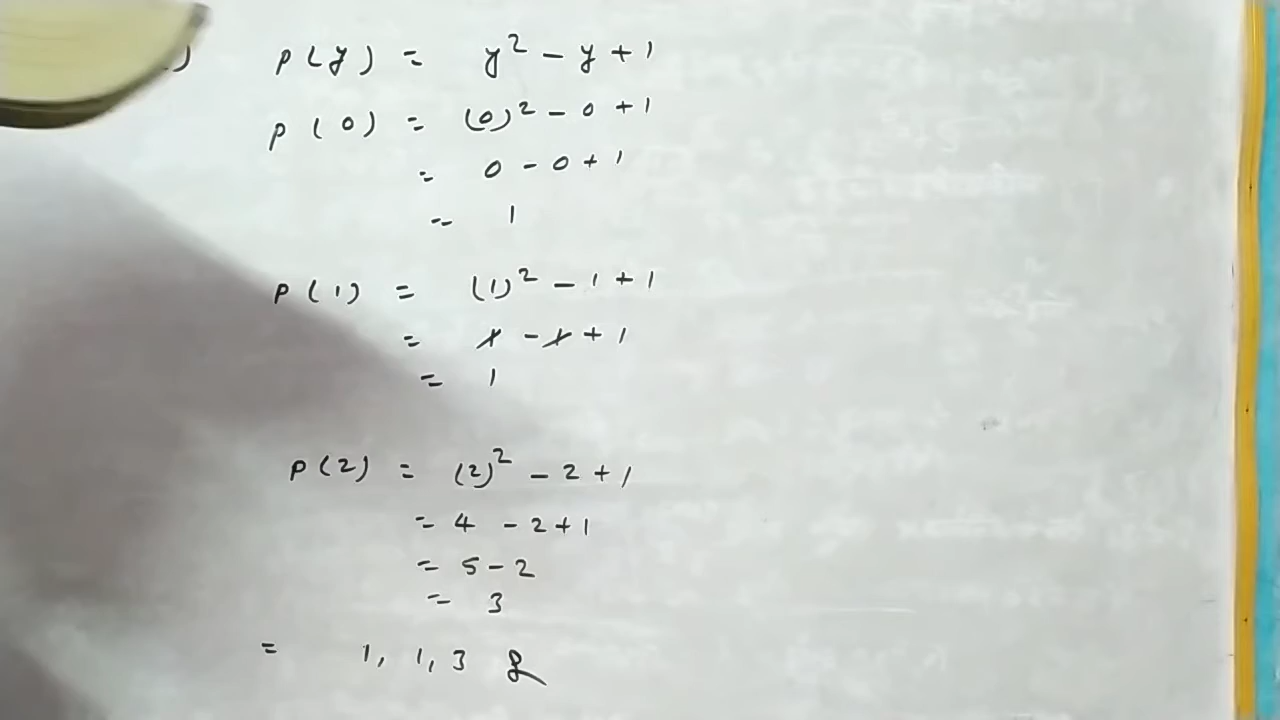 ) p(y) = y² - y + 1
p(0) = (0)² - 0 + 1
= 0 - 0 + 1
= 1
p(1) = (1)² - 1 + 1
= 1 - 1 + 1
= 1
p(2) = (2)² - 2 + 1
= 4 - 2 + 1
= 5 - 2
= 3
= 1, 1, 3